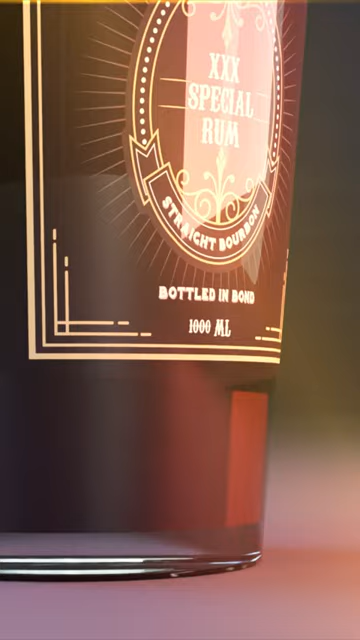 XXX
SPECIAL
RUM
STRAIGHT BOURBON
BOTTLED IN BOND
1000 ML